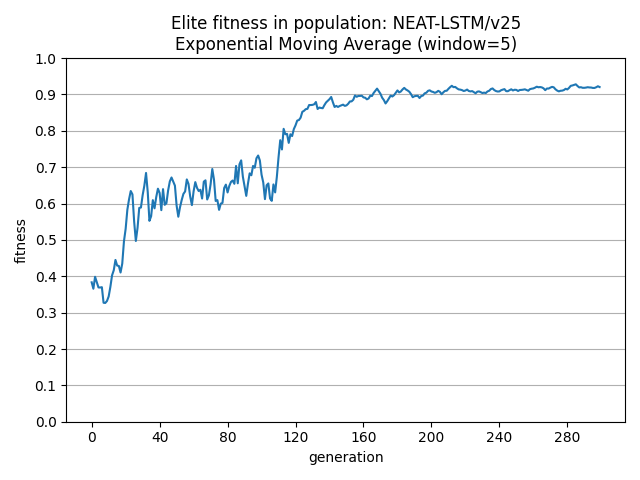 Elite fitness in population: NEAT-LSTM/v25
Exponential Moving Average (window=5)
1.0
0.9
0.8
0.7
0.6
0.5
0.4
0.3
0.2
0.1
0.0
fitness
0 40 80 120 160 200 240 280
generation